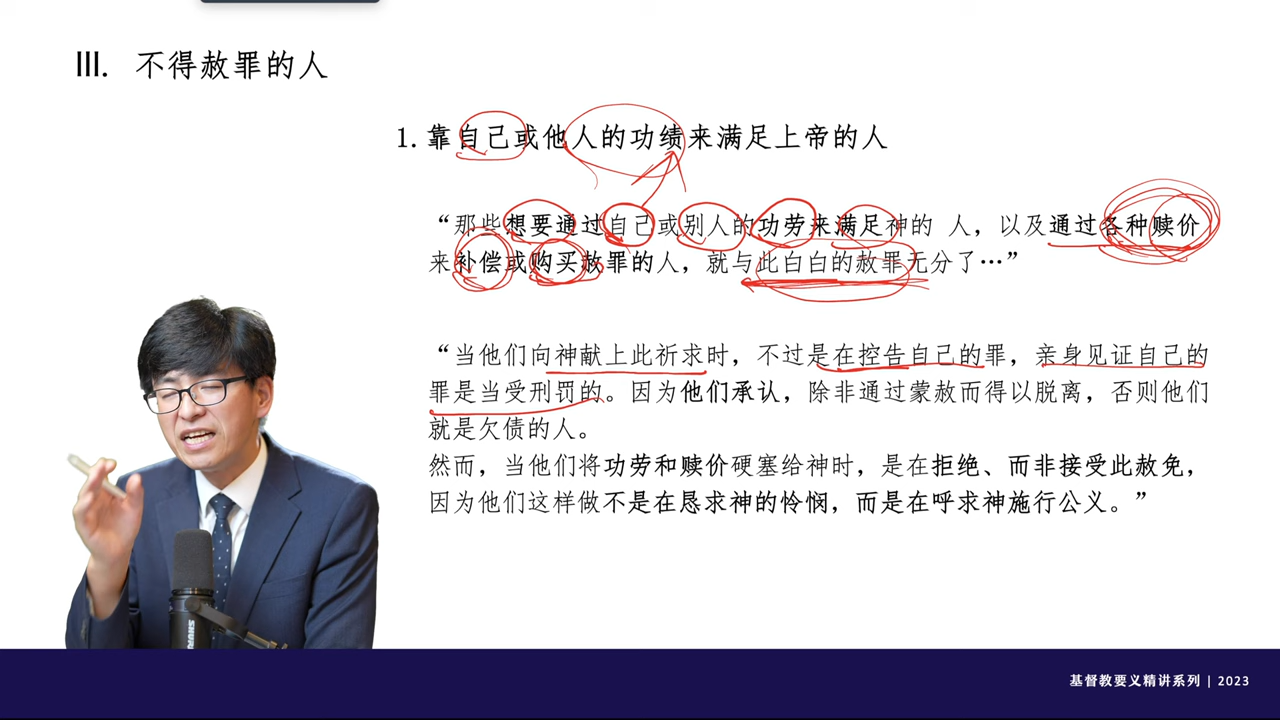 III. 不得赦罪的人
1. 靠自己或他人的功绩来满足上帝的人
“那些想要通过自己或别人的功劳来满足神的 人，以及通过各种赎价
来补偿或购买赦罪的人，就与此白白的赦罪无分了…”
“当他们向神献上此祈求时，不过是在控告自己的罪，亲身见证自己的
罪是当受刑罚的。因为他们承认，除非通过蒙赦而得以脱离，否则他们
就是欠债的人。
然而，当他们将功劳和赎价硬塞给神时，是在拒绝、而非接受此赦免，
因为他们这样做不是在恳求神的怜悯，而是在呼求神施行公义。”
SHURE
基督教要义精讲系列 | 2023